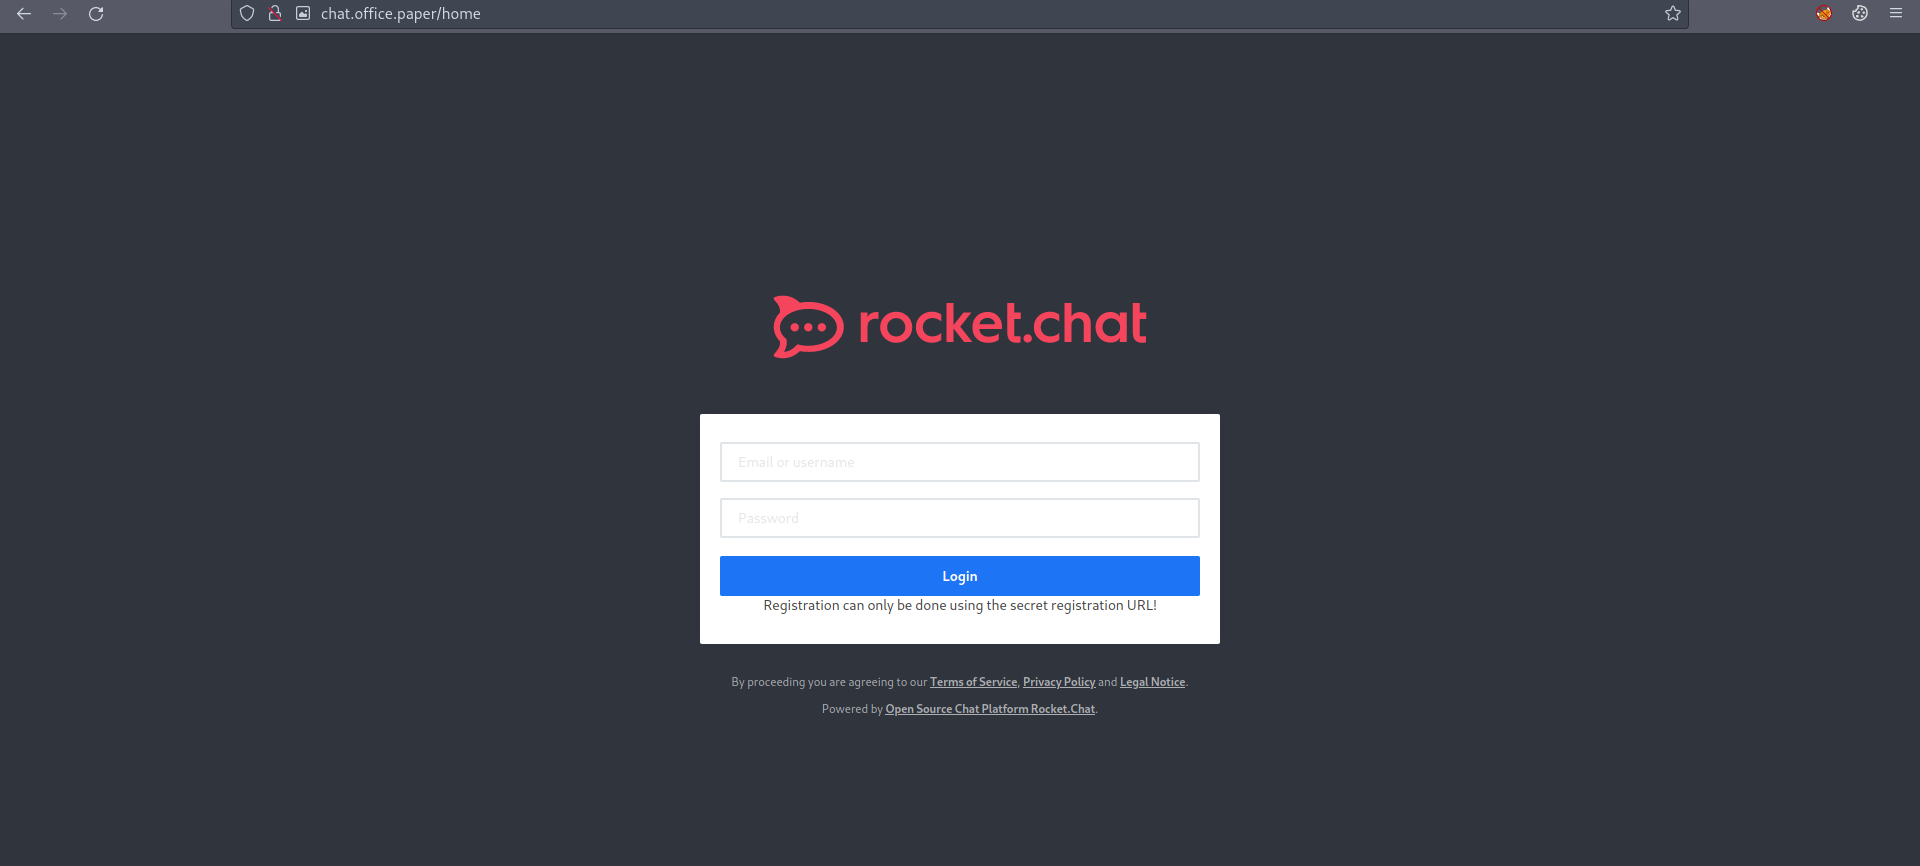 chat.office.paper/home
rocket.chat
Email or username
Password
Login
Registration can only be done using the secret registration URL!
By proceeding you are agreeing to our Terms of Service, Privacy Policy and Legal Notice.
Powered by Open Source Chat Platform Rocket.Chat.